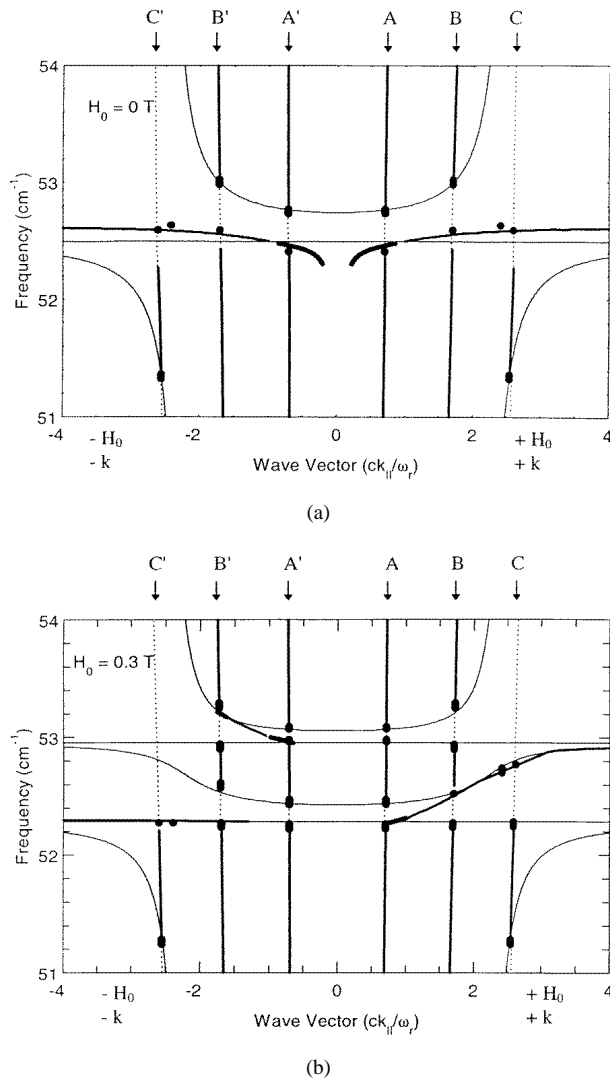 C' B' A' A B C
54
H₀ = 0 T
53
52
51
Frequency (cm⁻¹)
-4 -2 0 2 4
- H₀ + H₀
- k Wave Vector (ck||/ωr) + k
(a)
C' B' A' A B C
54
H₀ = 0.3 T
53
52
51
Frequency (cm⁻¹)
-4 -2 0 2 4
- H₀ + H₀
- k Wave Vector (ck||/ωr) + k
(b)